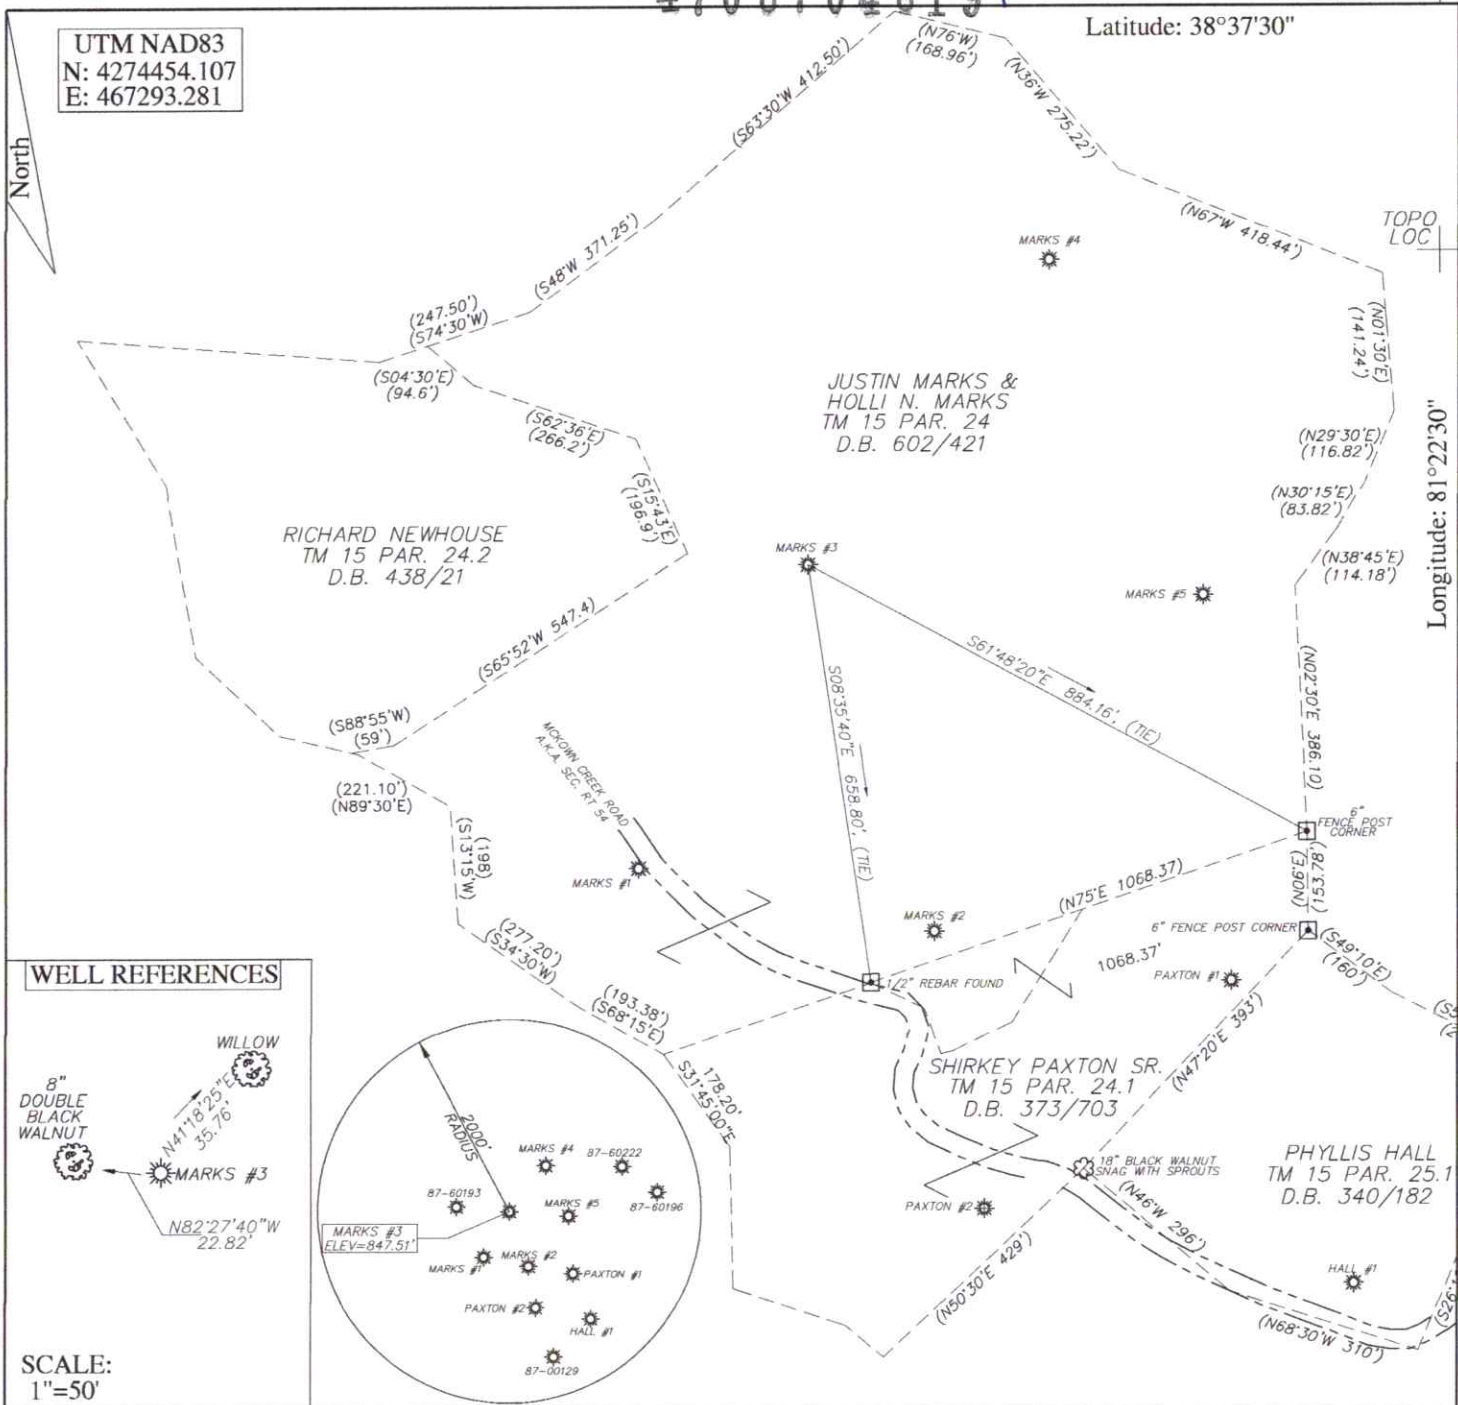 Latitude: 38°37'30"
UTM NAD83
N: 4274454.107
E: 467293.281
North
(N76°W)
(168.96')
(S63°30'W 412.50')
(N36°W 275.22')
(N67°W 418.44')
TOPO
LOC
MARKS #4
(S48°W 371.25')
(247.50')
(S74°30'W)
(N01°30'E)
(141.24')
(S04°30'E)
(94.6')
JUSTIN MARKS &
HOLLI N. MARKS
TM 15 PAR. 24
D.B. 602/421
(S62°36'E)
(266.2')
(N29°30'E)
(116.82')
Longitude: 81°22'30"
(S15°43'E)
(196.9')
(N30°15'E)
(83.82')
RICHARD NEWHOUSE
TM 15 PAR. 24.2
D.B. 438/21
MARKS #3
(N38°45'E)
(114.18')
MARKS #5
(S65°52'W 547.4)
S61°48'20"E 884.16', (TIE)
S08°35'40"E 658.80', (TIE)
(N02°30'E 386.10)
(S88°55'W)
(59')
MCKOWN CREEK ROAD
A.K.A. SEC. RT 54
(221.10')
(N89°30'E)
6"
FENCE POST
CORNER
(198)
(S13°15'W)
MARKS #1
(N75°E 1068.37)
(153.78')
(N06'E)
MARKS #2
6" FENCE POST CORNER
(277.20')
(S34°30'W)
1068.37'
(S49°10'E)
(160')
PAXTON #1
1/2" REBAR FOUND
(193.38')
(S68°15'E)
(N47°20'E 393')
SHIRKEY PAXTON SR.
TM 15 PAR. 24.1
D.B. 373/703
178.20'
S31°45'00"E
18" BLACK WALNUT
SNAG WITH SPROUTS
PHYLLIS HALL
TM 15 PAR. 25.1
D.B. 340/182
(N46°W 296')
PAXTON #2
(N50°30'E 429')
HALL #1
(N68°30'W 310')
WELL REFERENCES
WILLOW
8"
DOUBLE
BLACK
WALNUT
N41°18'25"E
35.76'
MARKS #3
N82°27'40"W
22.82'
SCALE:
1"=50'
2000'
RADIUS
MARKS #4
87-60222
87-60193
MARKS #5
87-60196
MARKS #3
ELEV=847.51'
MARKS #1
MARKS #2
PAXTON #1
PAXTON #2
HALL #1
87-00129